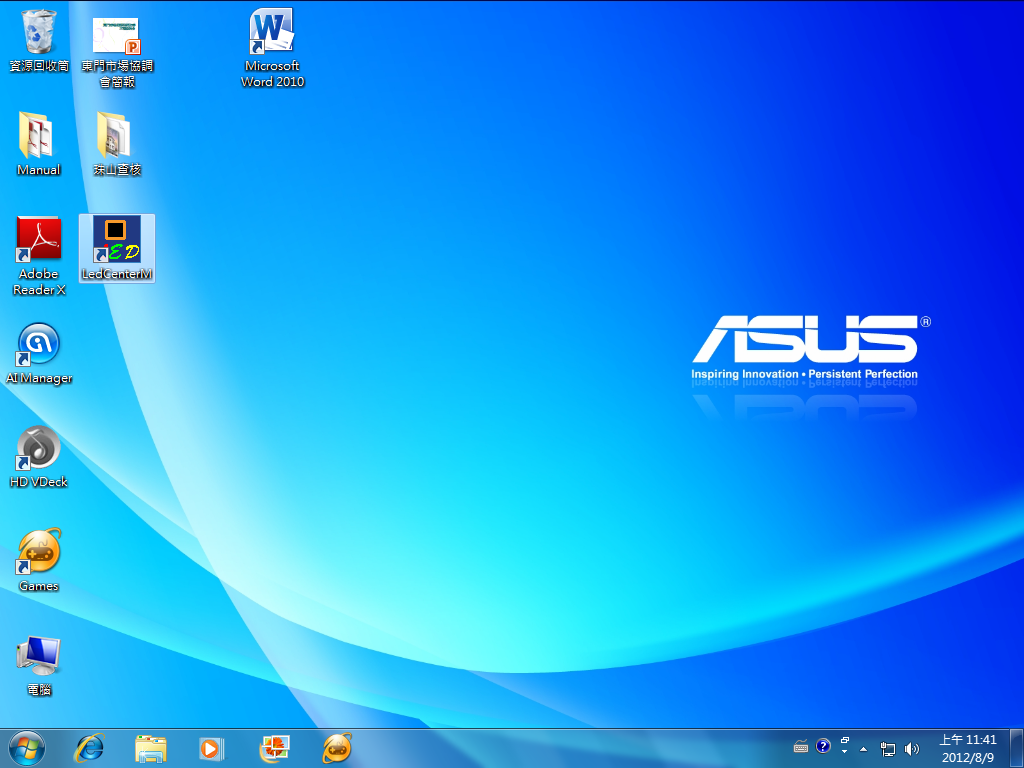 資源回收筒
東門市場協調
會簡報
Microsoft
Word 2010
Manual
珠山查核
Adobe
Reader X
LedCenterM
AI Manager
HD VDeck
Games
電腦
ASUS®
Inspiring Innovation • Persistent Perfection
上午 11:41
2012/8/9